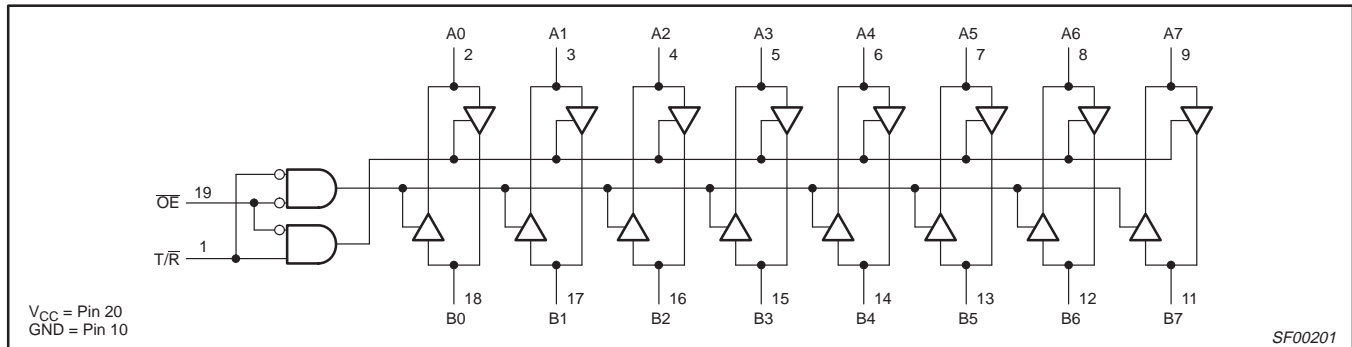 A0 A1 A2 A3 A4 A5 A6 A7
2 3 4 5 6 7 8 9
OE 19
T/R 1
18 17 16 15 14 13 12 11
B0 B1 B2 B3 B4 B5 B6 B7
VCC = Pin 20
GND = Pin 10
SF00201